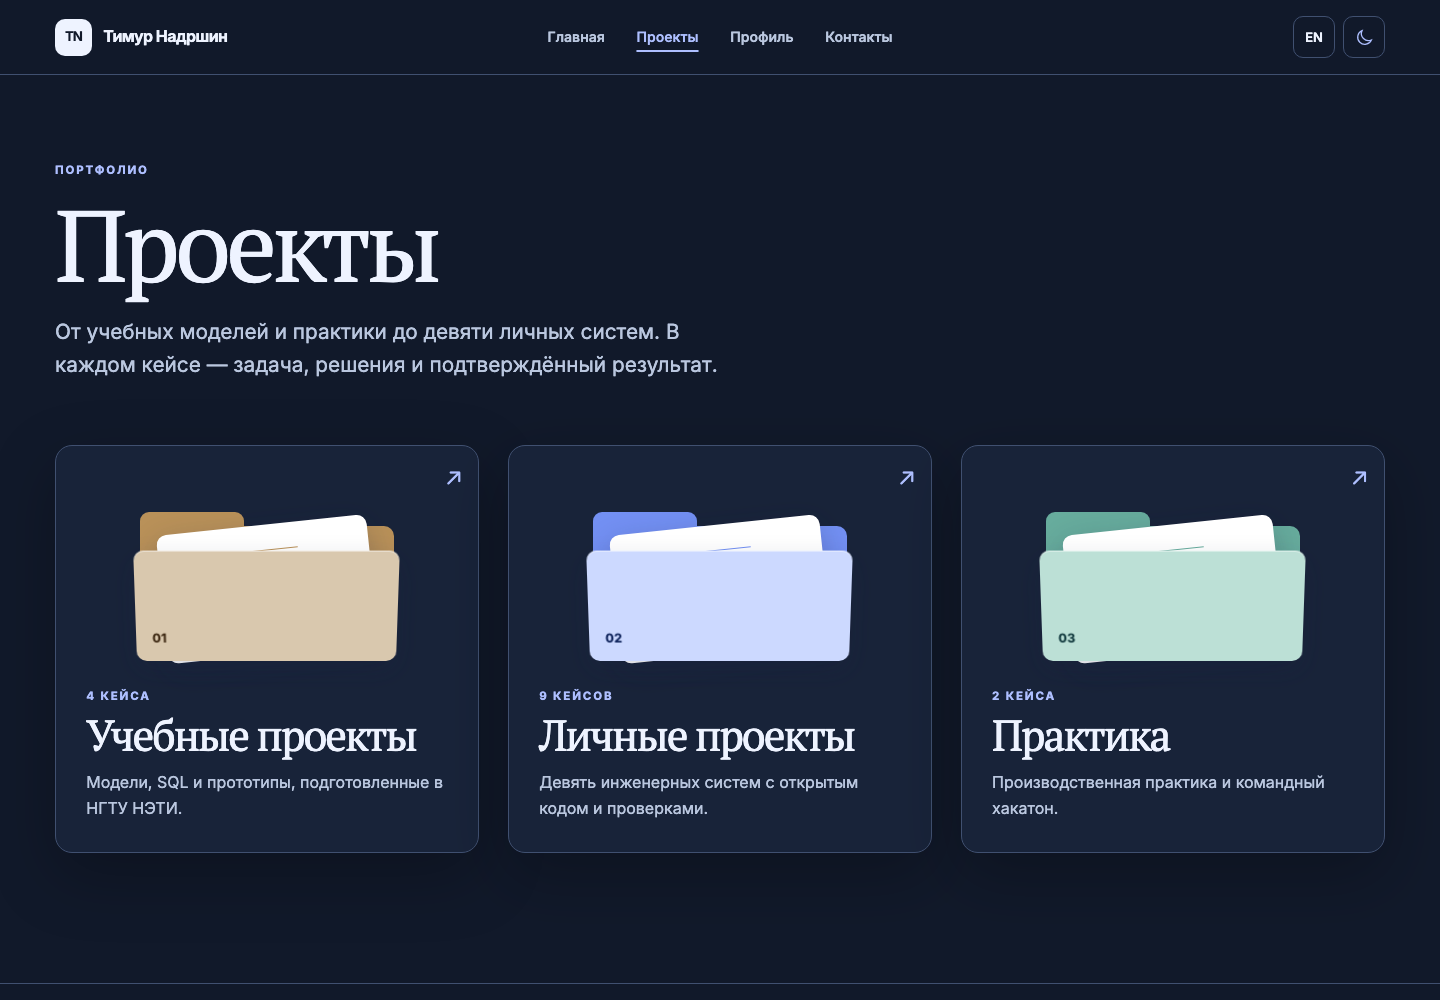 TN
Тимур Надршин
Главная
Проекты
Профиль
Контакты
EN
ПОРТФОЛИО
Проекты
От учебных моделей и практики до девяти личных систем. В
каждом кейсе — задача, решения и подтверждённый результат.
01
4 КЕЙСА
Учебные проекты
Модели, SQL и прототипы, подготовленные в
НГТУ НЭТИ.
02
9 КЕЙСОВ
Личные проекты
Девять инженерных систем с открытым
кодом и проверками.
03
2 КЕЙСА
Практика
Производственная практика и командный
хакатон.